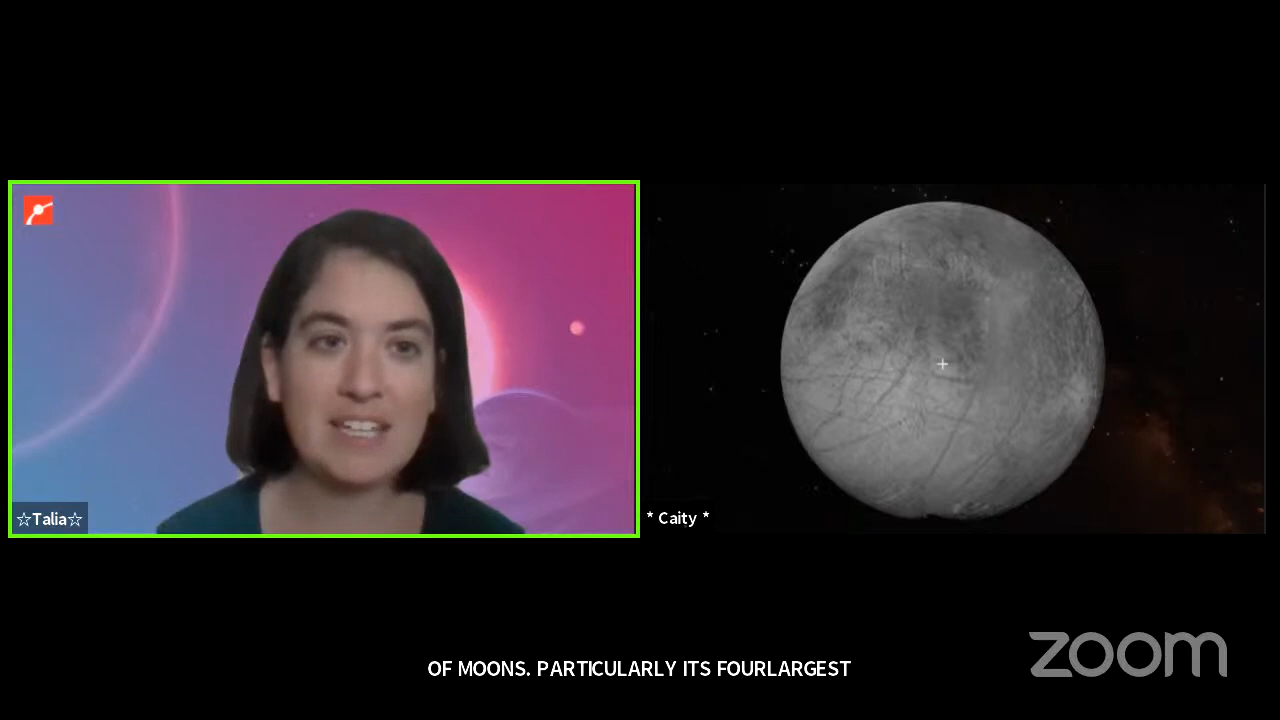 ☆Talia☆
* Caity *
OF MOONS. PARTICULARLY ITS FOURLARGEST
zoom